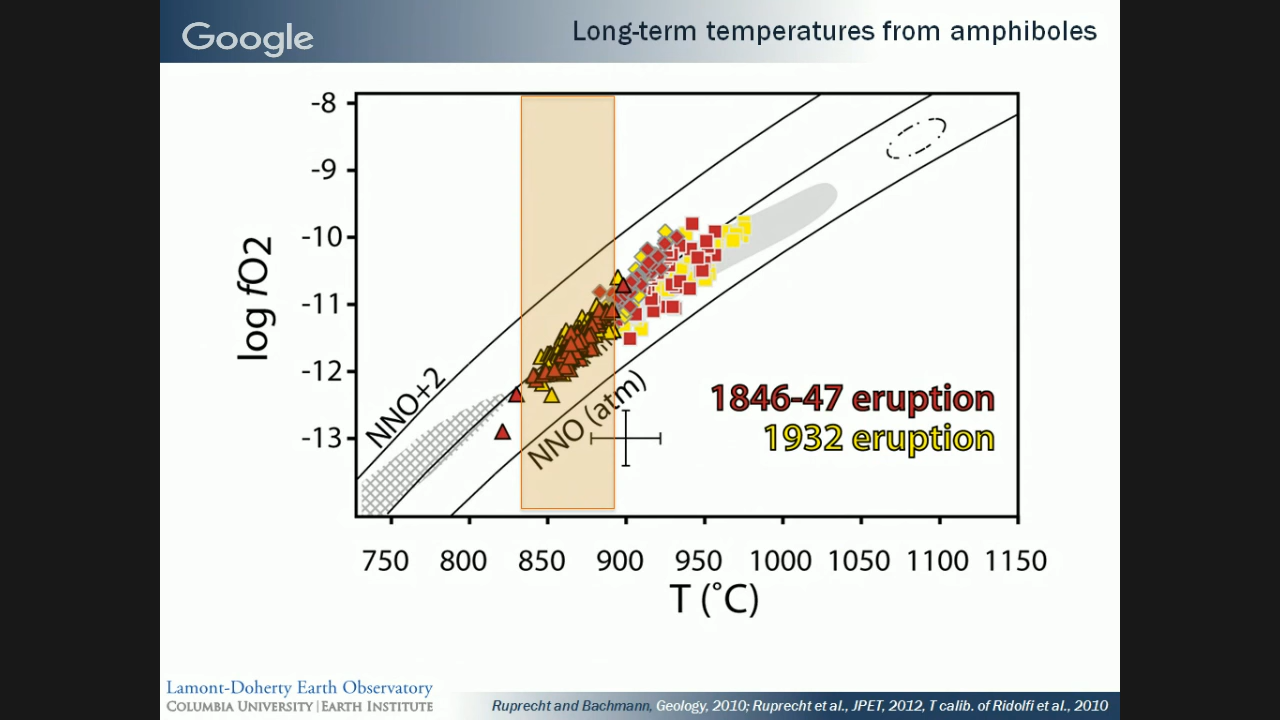 Google
Long-term temperatures from amphiboles
-8
-9
-10
-11
-12
-13
log fO2
NNO+2
NNO (atm)
1846-47 eruption
1932 eruption
750 800 850 900 950 1000 1050 1100 1150
T (˚C)
Lamont-Doherty Earth Observatory
COLUMBIA UNIVERSITY | EARTH INSTITUTE
Ruprecht and Bachmann, Geology, 2010; Ruprecht et al., JPET, 2012, T calib. of Ridolfi et al., 2010